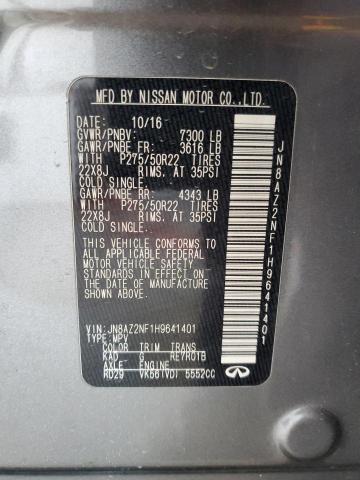 MFD BY NISSAN MOTOR CO.,LTD.
DATE: 10/16
GVWR/PNBV: 7300 LB
GAWR/PNBE FR: 3616 LB
WITH P275/50R22 TIRES
22X8J RIMS. AT 35PSI
COLD SINGLE.
GAWR/PNBE RR: 4343 LB
WITH P275/50R22 TIRES
22X8J RIMS. AT 35PSI
COLD SINGLE.
THIS VEHICLE CONFORMS TO
ALL APPLICABLE FEDERAL
MOTOR VEHICLE SAFETY
STANDARDS IN EFFECT ON
THE DATE OF MANUFACTURE
SHOWN ABOVE.
VIN: JN8AZ2NF1H9641401
TYPE: MPV
COLOR TRIM TRANS
KAD G RE7R01B
AXLE ENGINE
RD29 VK56(VD) 5552CC
JN8AZ2NF1H9641401
INFINITI